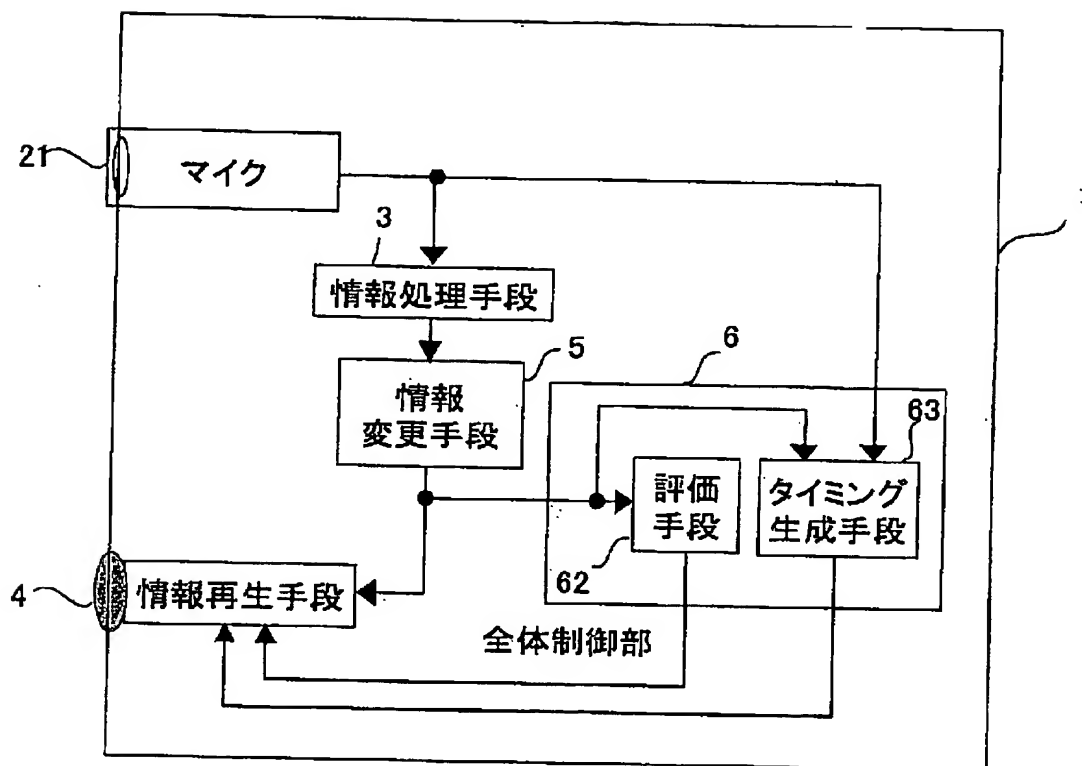 21
マイク
3
情報処理手段
5
情報
変更手段
6
63
評価
手段
タイミング
生成手段
62
4
情報再生手段
全体制御部